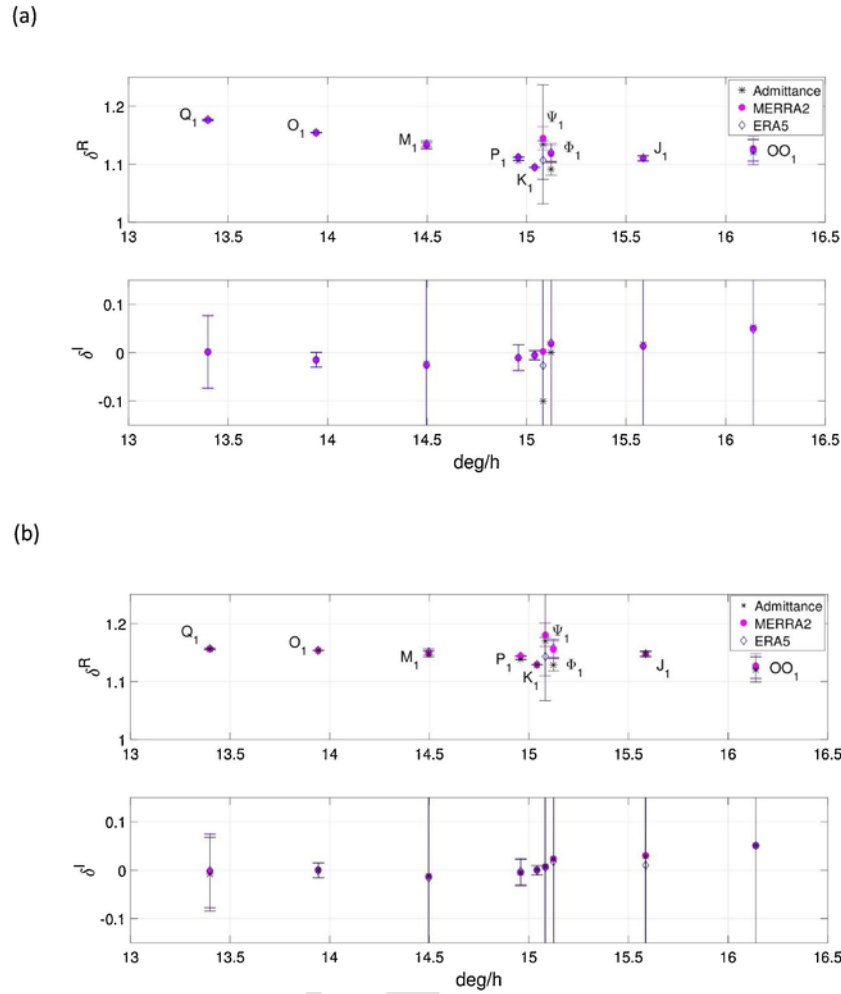 (a)
1.2
1.1
1
δR
Q1
O1
M1
P1
K1
Ψ1
Φ1
J1
OO1
Admittance
MERRA2
ERA5
13 13.5 14 14.5 15 15.5 16 16.5
0.1
0
-0.1
δI
13 13.5 14 14.5 15 15.5 16 16.5
deg/h
(b)
1.2
1.1
1
δR
Q1
O1
M1
P1
K1
Ψ1
Φ1
J1
OO1
Admittance
MERRA2
ERA5
13 13.5 14 14.5 15 15.5 16 16.5
0.1
0
-0.1
δI
13 13.5 14 14.5 15 15.5 16 16.5
deg/h